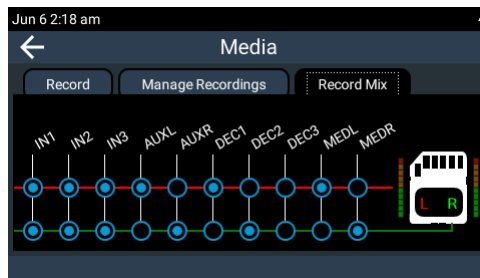 Jun 6 2:18 am
Media
Record Manage Recordings Record Mix
IN1 IN2 IN3 AUXL AUXR DEC1 DEC2 DEC3 MEDL MEDR
L R